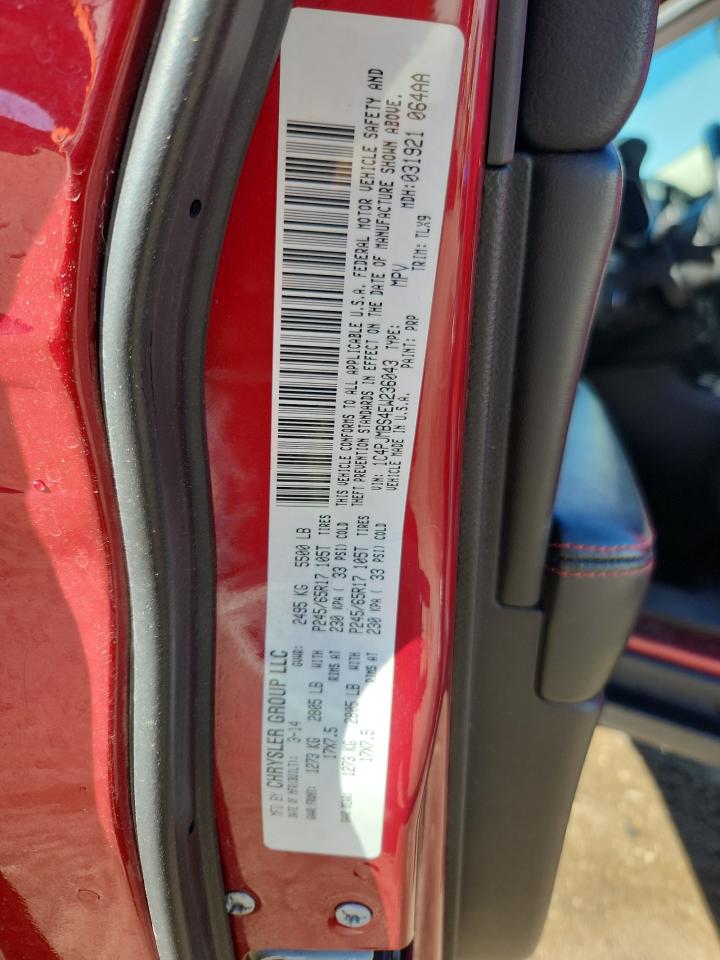 MFD BY CHRYSLER GROUP LLC
DATE OF MFR(BUILT): 3-14 GVWR: 2495 KG 5500 LB
GAWR FRONT: 1273 KG 2805 LB WITH P245/65R17 105T TIRES
17X7.5 RIMS AT 230 KPA ( 33 PSI) COLD
GAWR REAR: 1273 KG 2805 LB WITH P245/65R17 105T TIRES
17X7.5 RIMS AT 230 KPA ( 33 PSI) COLD
THIS VEHICLE CONFORMS TO ALL APPLICABLE U.S.A. FEDERAL MOTOR VEHICLE SAFETY AND
THEFT PREVENTION STANDARDS IN EFFECT ON THE DATE OF MANUFACTURE SHOWN ABOVE.
VIN: 1C4PJMBS4EW236043 TYPE: MPV MDH:031921 064AA
VEHICLE MADE IN U.S.A. PAINT: PRP TRIM: TLX9